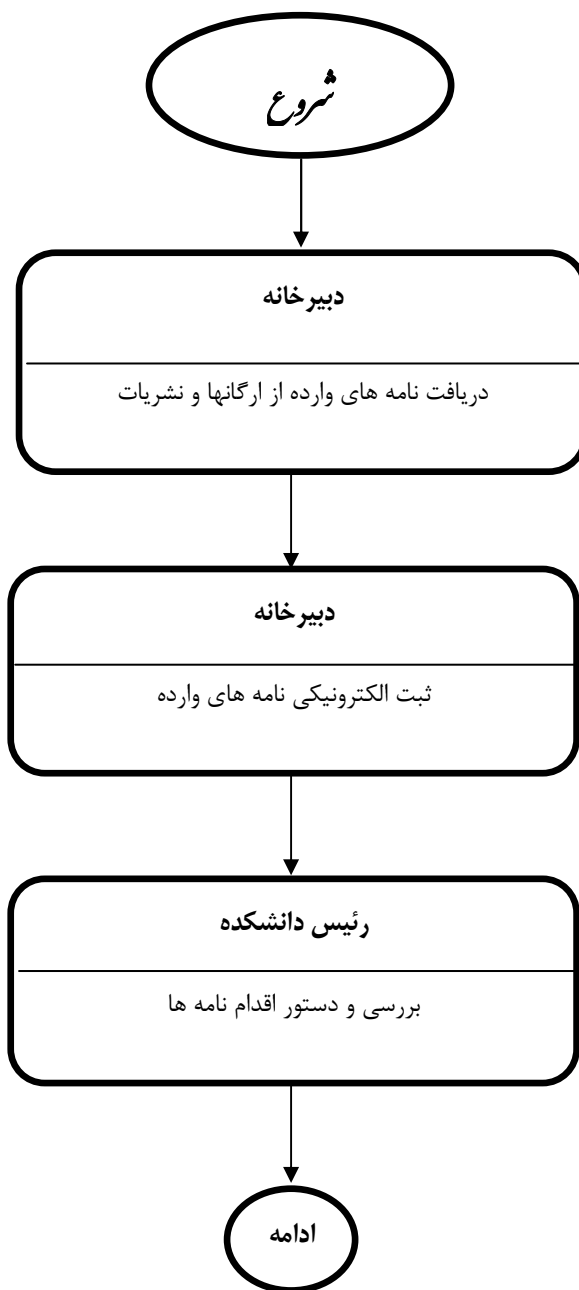 شروع
دبیرخانه
دریافت نامه های وارده از ارگانها و نشریات
دبیرخانه
ثبت الکترونیکی نامه های وارده
رئیس دانشکده
بررسی و دستور اقدام نامه ها
ادامه